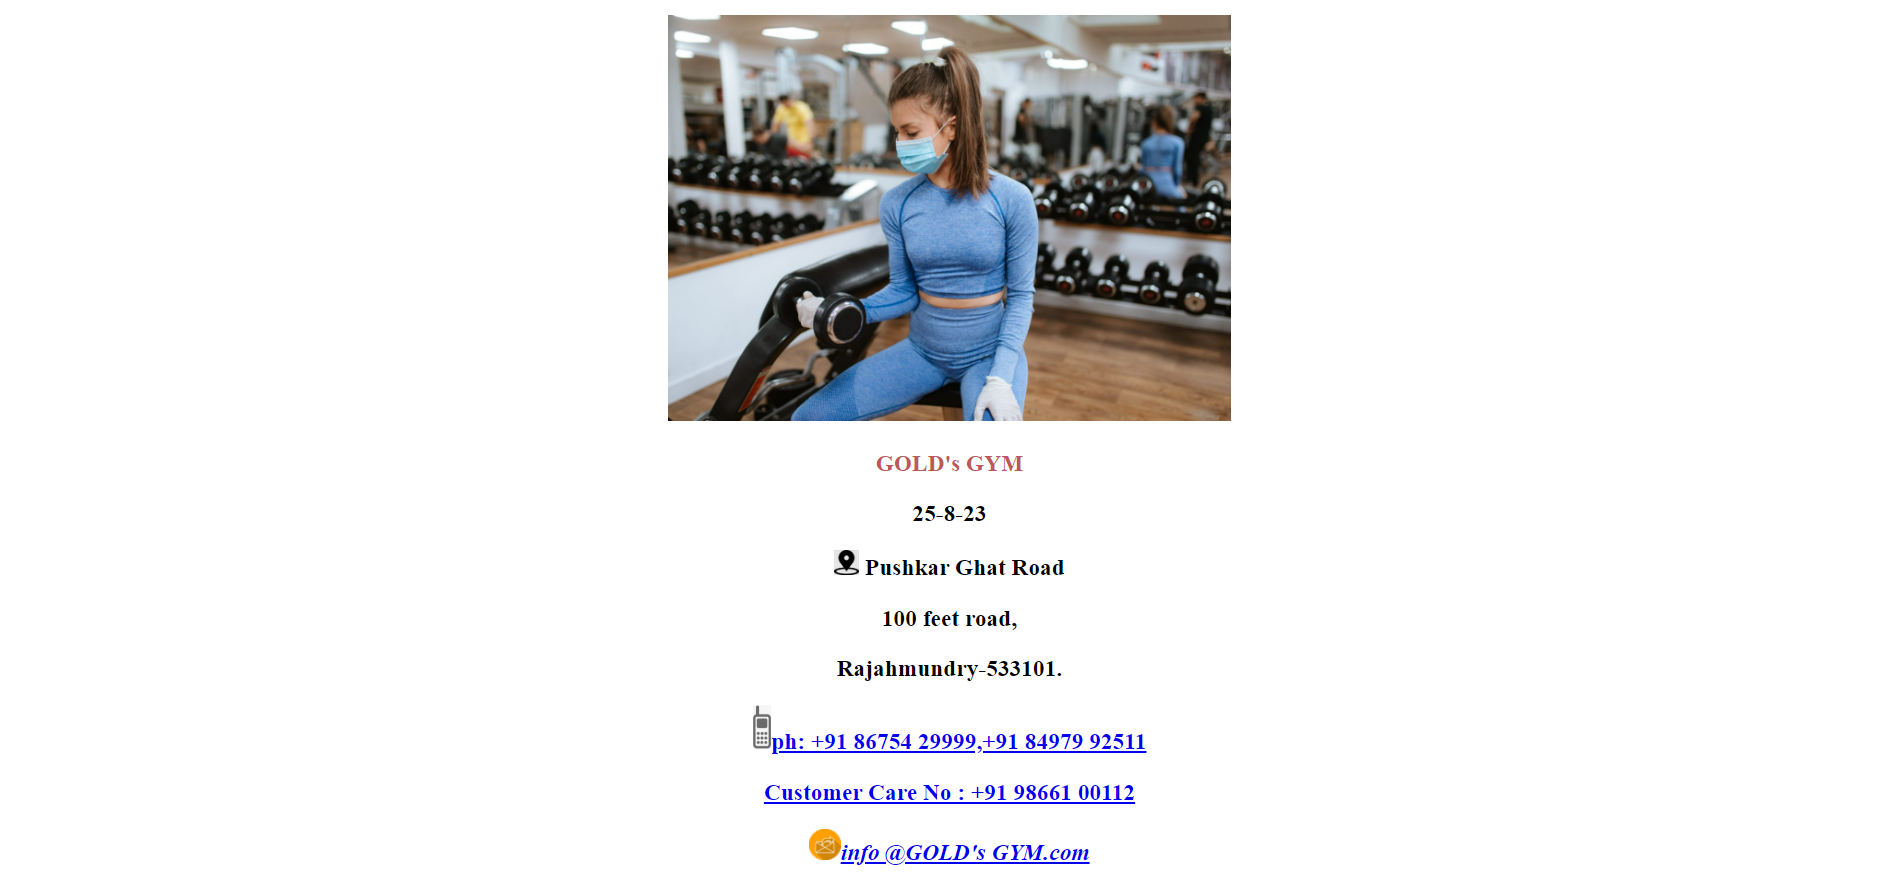 GOLD's GYM
25-8-23
Pushkar Ghat Road
100 feet road,
Rajahmundry-533101.
ph: +91 86754 29999,+91 84979 92511
Customer Care No : +91 98661 00112
info @GOLD's GYM.com